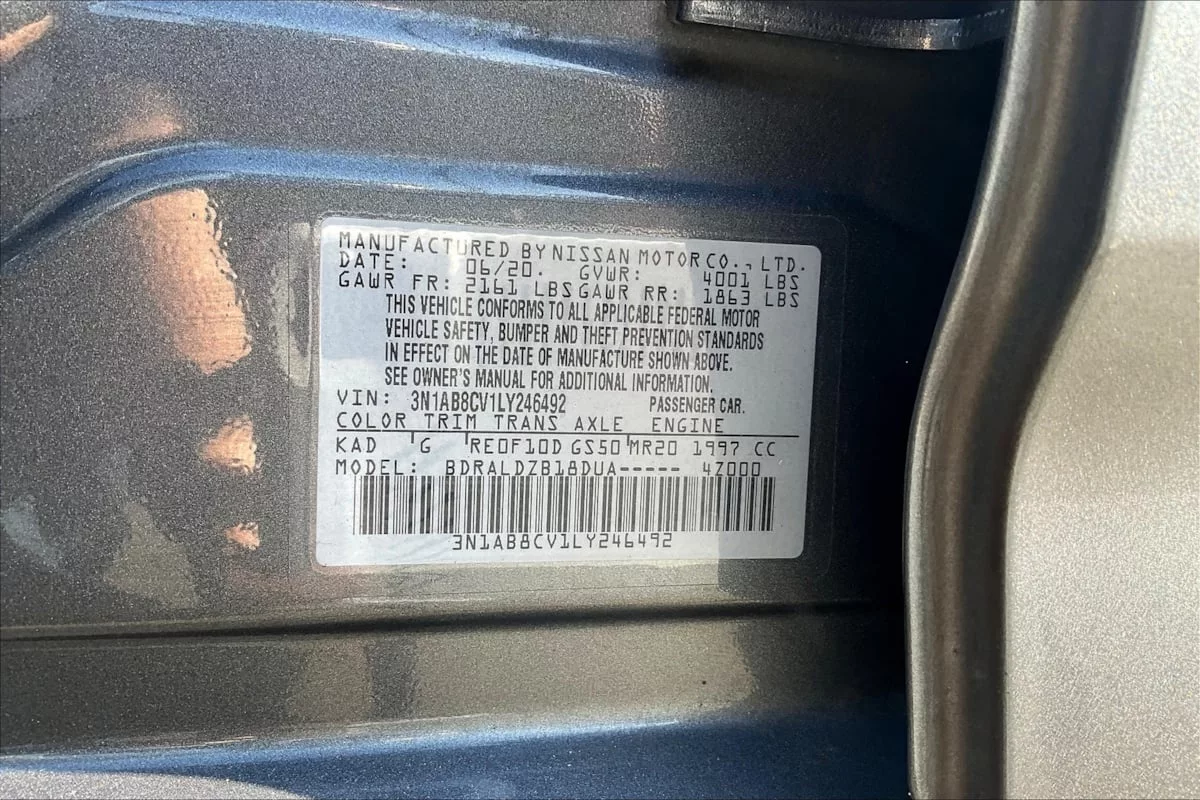 MANUFACTURED BY NISSAN MOTOR CO., LTD.
DATE: 06/20. GVWR: 4001 LBS
GAWR FR: 2161 LBS GAWR RR: 1863 LBS
THIS VEHICLE CONFORMS TO ALL APPLICABLE FEDERAL MOTOR
VEHICLE SAFETY, BUMPER AND THEFT PREVENTION STANDARDS
IN EFFECT ON THE DATE OF MANUFACTURE SHOWN ABOVE.
SEE OWNER'S MANUAL FOR ADDITIONAL INFORMATION.
VIN: 3N1AB8CV1LY246492 PASSENGER CAR.
COLOR TRIM TRANS AXLE ENGINE
KAD G RE0F10D GS50 MR20 1997 CC
MODEL: BDRALDZB18DUA----- 4Z000
3N1AB8CV1LY246492